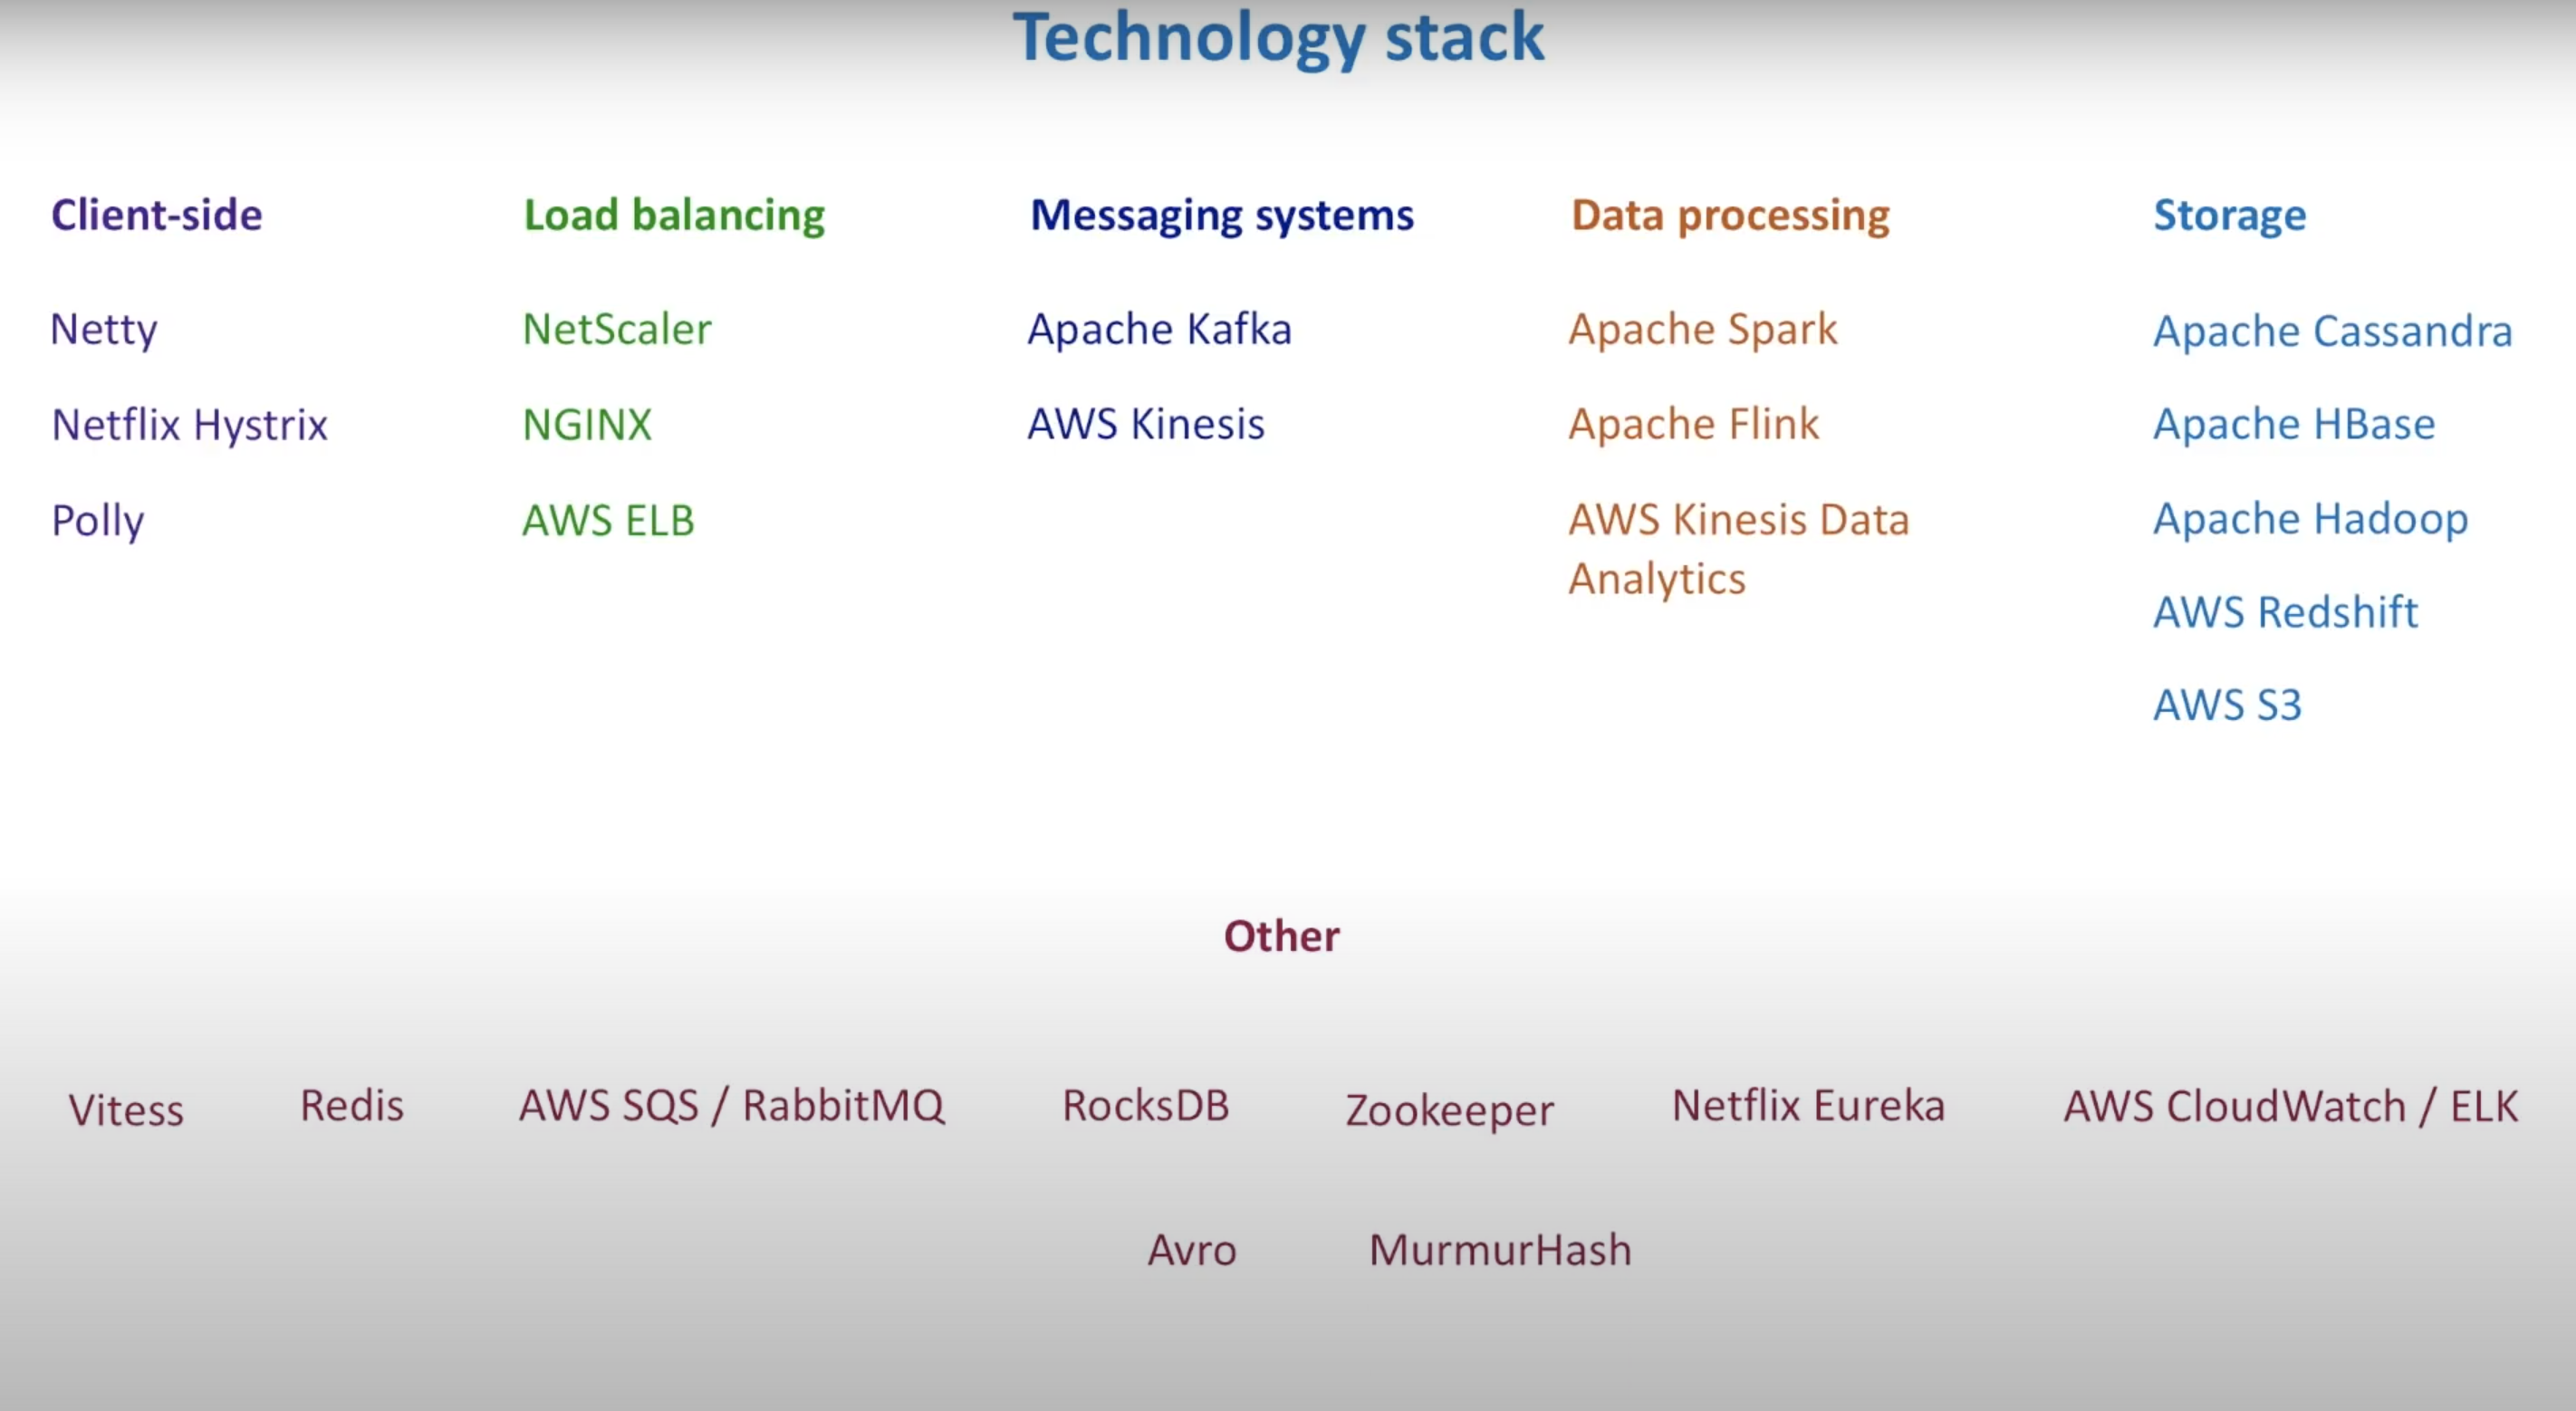 Technology stack
Client-side
Netty
Netflix Hystrix
Polly
Load balancing
NetScaler
NGINX
AWS ELB
Messaging systems
Apache Kafka
AWS Kinesis
Data processing
Apache Spark
Apache Flink
AWS Kinesis Data
Analytics
Storage
Apache Cassandra
Apache HBase
Apache Hadoop
AWS Redshift
AWS S3
Other
Vitess
Redis
AWS SQS / RabbitMQ
RocksDB
Zookeeper
Netflix Eureka
AWS CloudWatch / ELK
Avro
MurmurHash